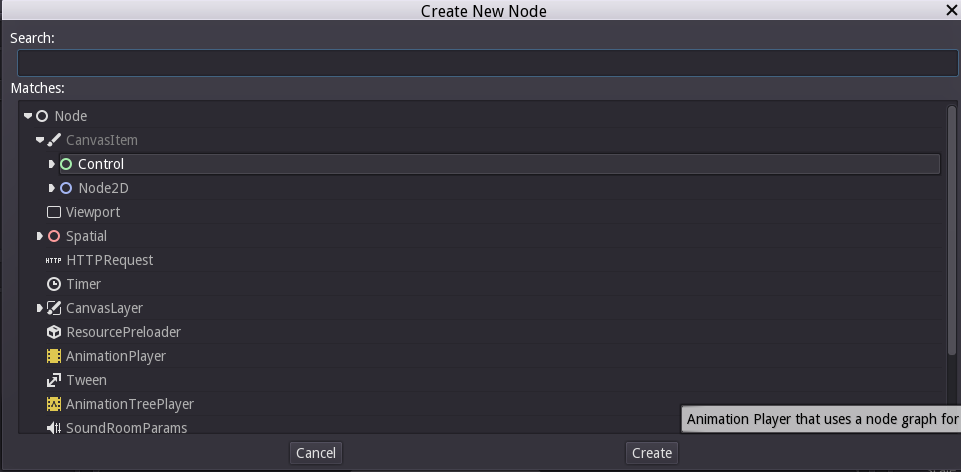 Create New Node
Search:
Matches:
Node
CanvasItem
Control
Node2D
Viewport
Spatial
HTTP HTTPRequest
Timer
CanvasLayer
ResourcePreloader
AnimationPlayer
Tween
AnimationTreePlayer
Animation Player that uses a node graph for
SoundRoomParams
Cancel Create